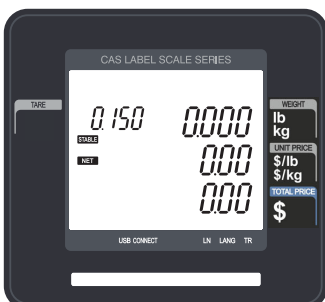 CAS LABEL SCALE SERIES
TARE
0.150
0.000
WEIGHT
lb
kg
STABLE
NET
0.00
UNIT PRICE
$/lb
$/kg
0.00
TOTAL PRICE
$
USB CONNECT LN LANG TR